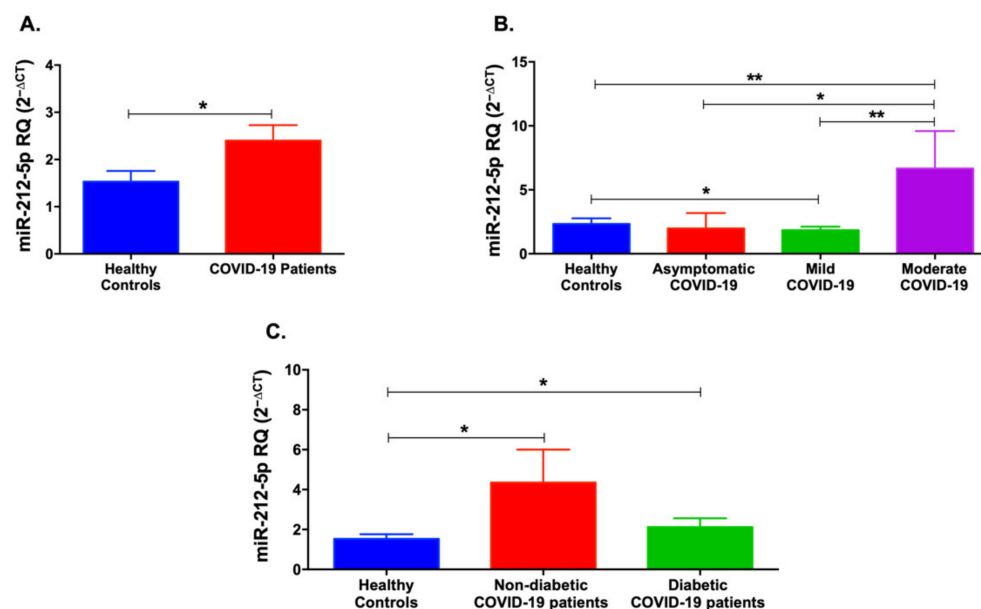 A.
miR-212-5p RQ (2⁻ΔCT)
4
3
2
1
0
*
Healthy
Controls
COVID-19 Patients
B.
miR-212-5p RQ (2⁻ΔCT)
15
10
5
0
**
*
**
*
Healthy
Controls
Asymptomatic
COVID-19
Mild
COVID-19
Moderate
COVID-19
C.
miR-212-5p RQ (2⁻ΔCT)
10
8
6
4
2
0
*
*
Healthy
Controls
Non-diabetic
COVID-19 patients
Diabetic
COVID-19 patients